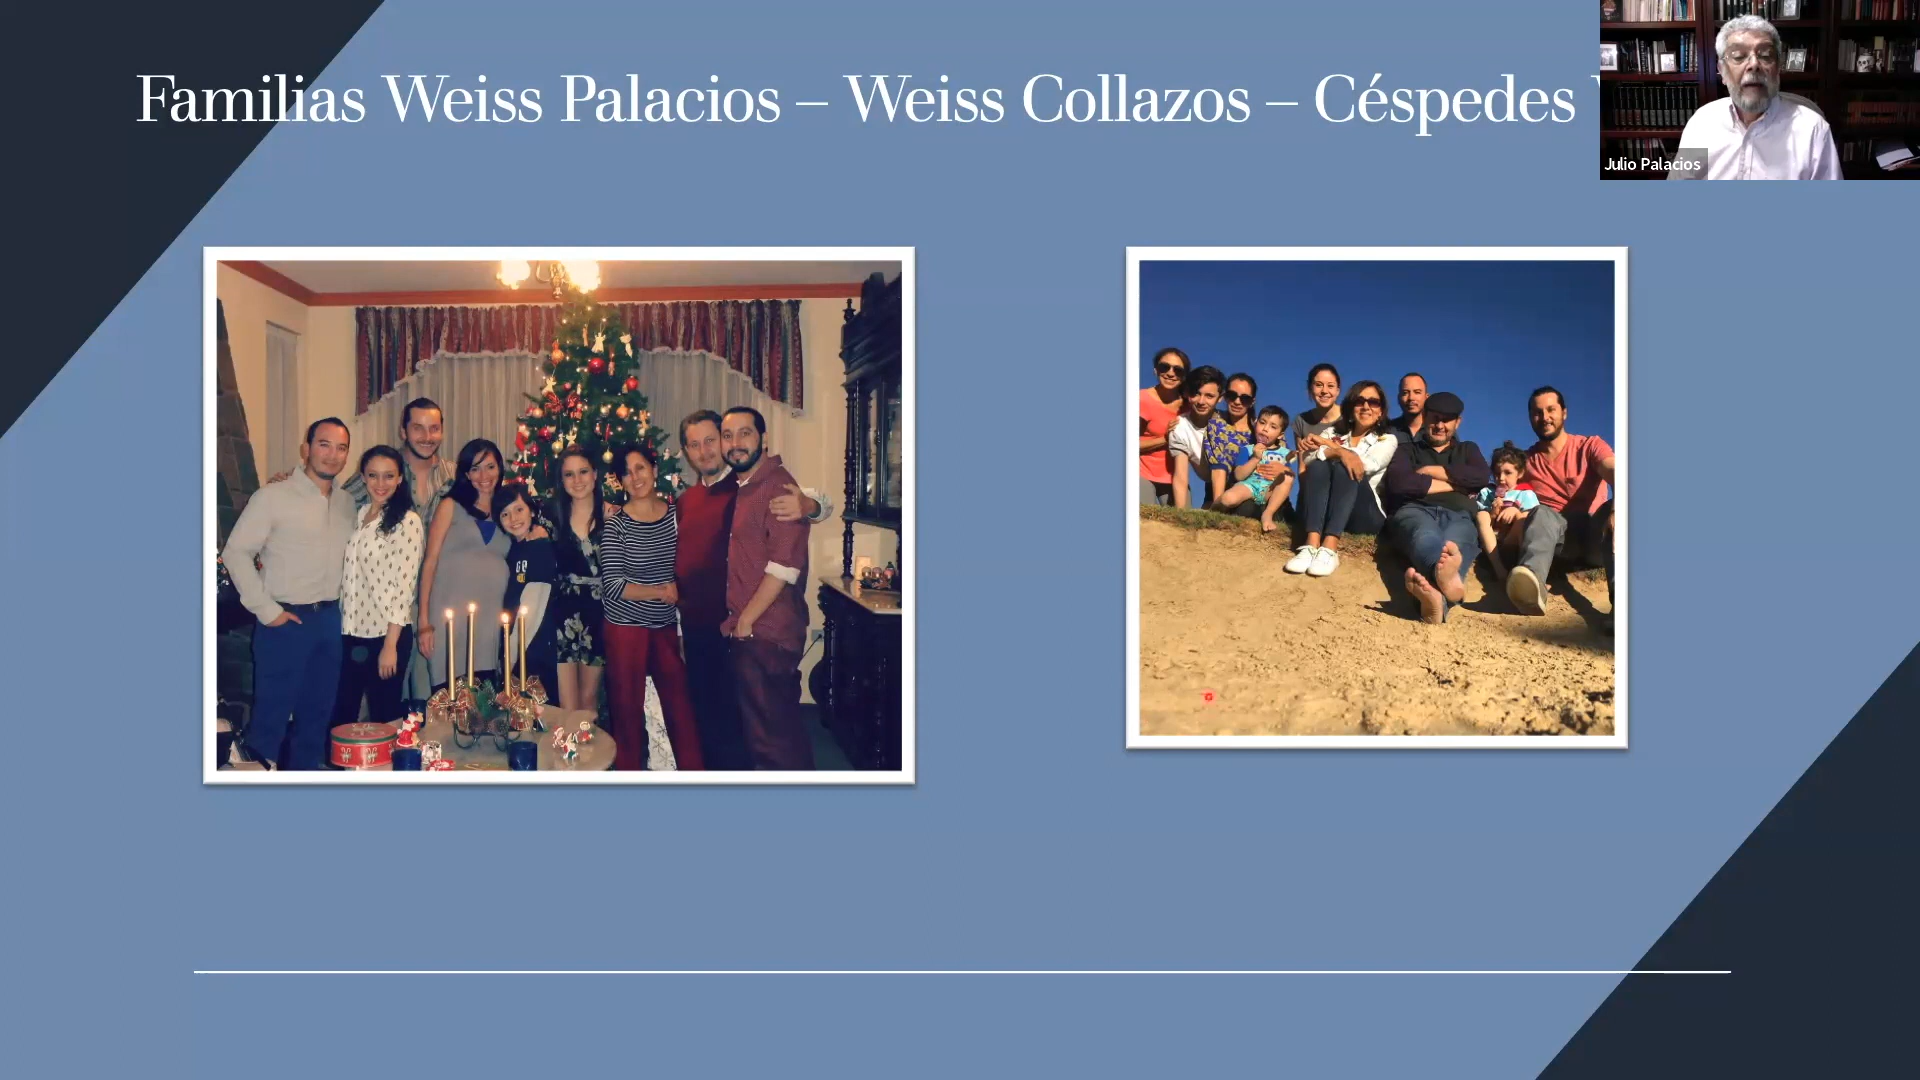 Familias Weiss Palacios – Weiss Collazos – Céspedes
Julio Palacios